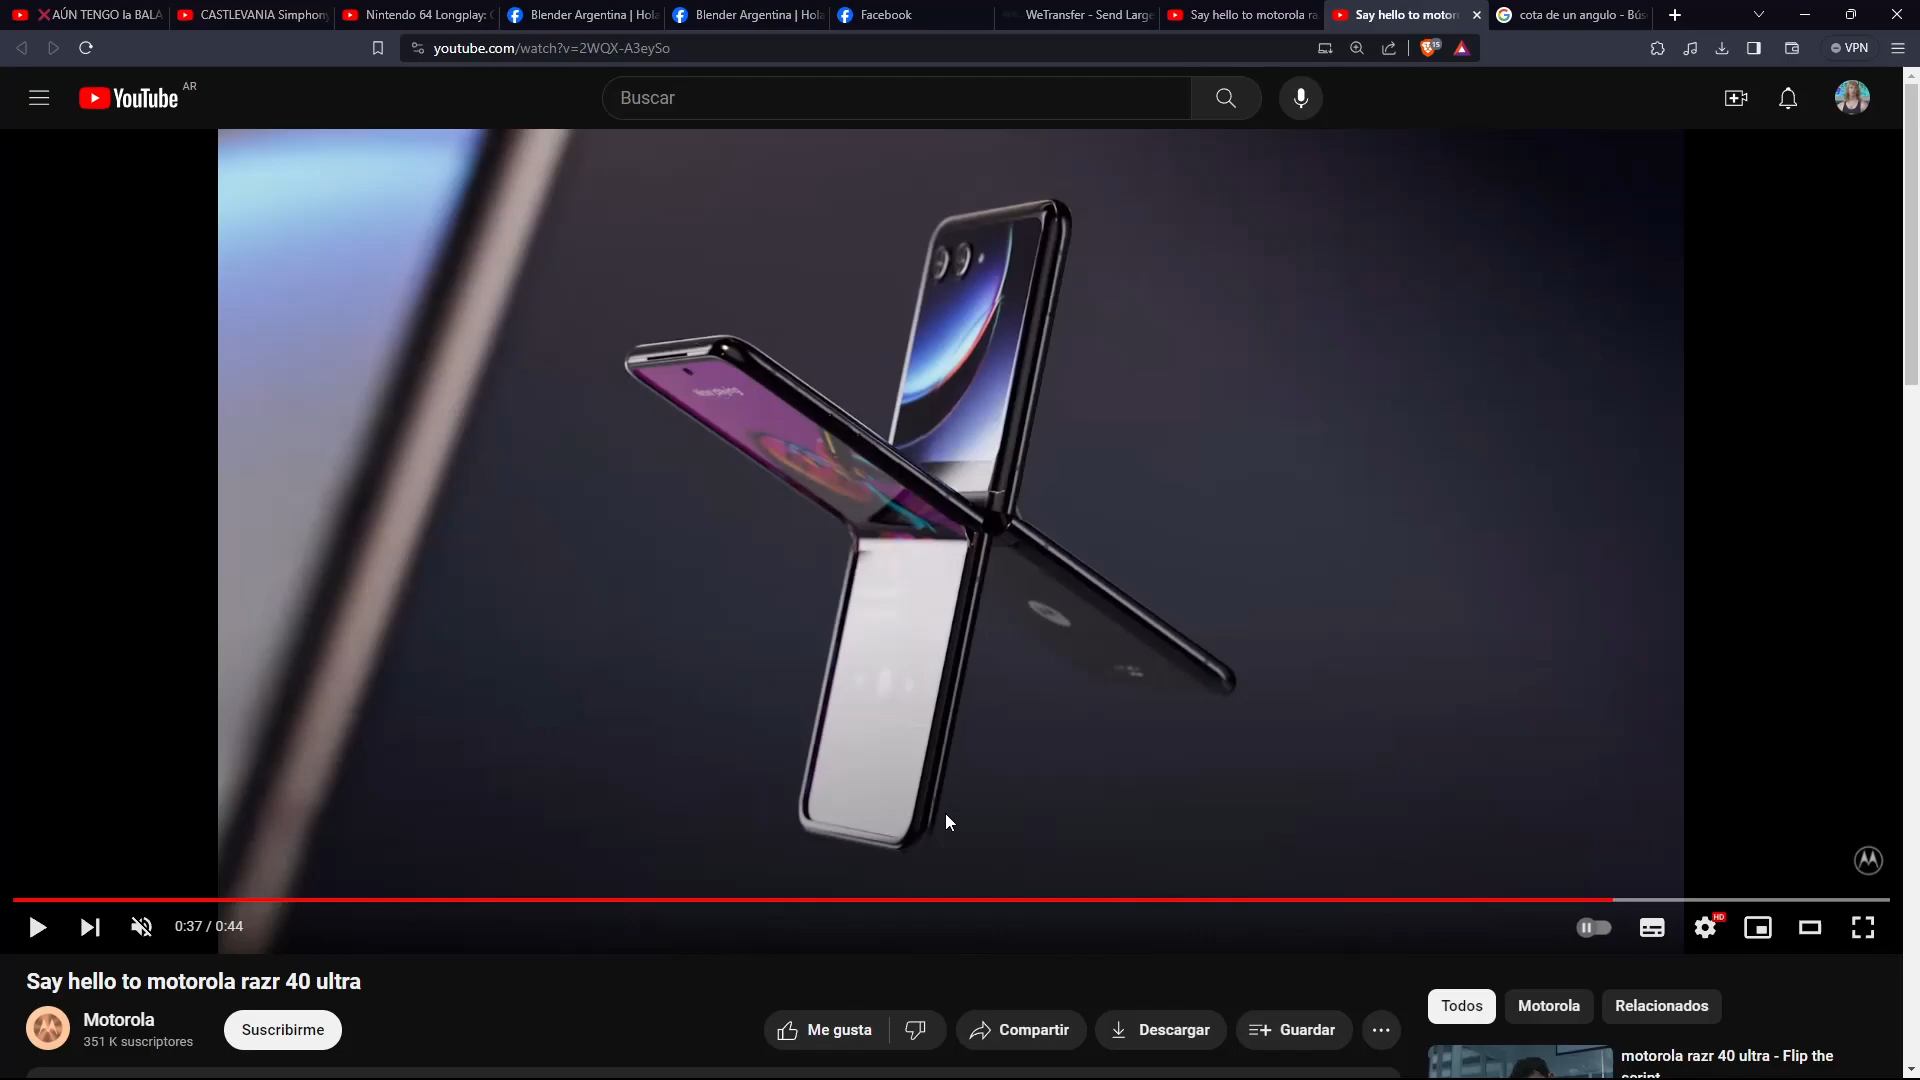 ❌AÚN TENGO la BALA
CASTLEVANIA Simphony
Nintendo 64 Longplay:
Blender Argentina | Hola
Blender Argentina | Hola
Facebook
WeTransfer - Send Large
Say hello to motorola ra
Say hello to motor
cota de un angulo - Bús
youtube.com/watch?v=2WQX-A3eySo
15
VPN
YouTube AR
Buscar
0:37 / 0:44
HD
Say hello to motorola razr 40 ultra
Motorola
351 K suscriptores
Suscribirme
Me gusta
Compartir
Descargar
Guardar
Todos
Motorola
Relacionados
motorola razr 40 ultra - Flip the
script